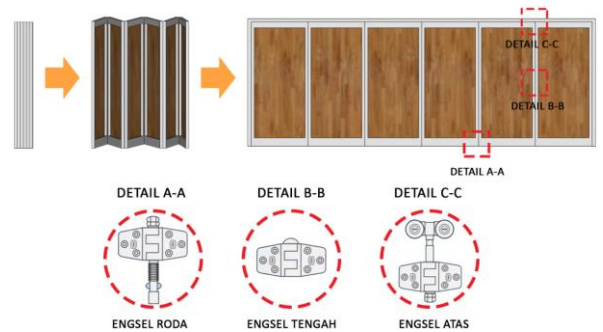 DETAIL C-C
DETAIL B-B
DETAIL A-A
DETAIL A-A
DETAIL B-B
DETAIL C-C
ENGSEL RODA
ENGSEL TENGAH
ENGSEL ATAS